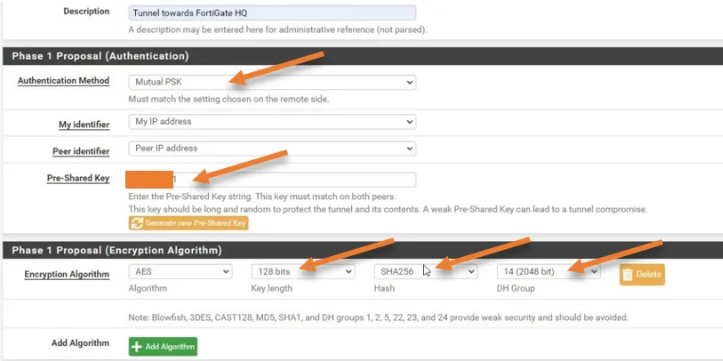 Description
Tunnel towards FortiGate HQ
A description may be entered here for administrative reference (not parsed).
Phase 1 Proposal (Authentication)
Authentication Method
Mutual PSK
Must match the setting chosen on the remote side.
My identifier
My IP address
Peer identifier
Peer IP address
Pre-Shared Key
1
Enter the Pre-Shared Key string. This key must match on both peers.
This key should be long and random to protect the tunnel and its contents. A weak Pre-Shared Key can lead to a tunnel compromise.
Generate new Pre-Shared Key
Phase 1 Proposal (Encryption Algorithm)
Encryption Algorithm
AES 128 bits SHA256 14 (2048 bit) Delete
Algorithm Key length Hash DH Group
Note: Blowfish, 3DES, CAST128, MD5, SHA1, and DH groups 1, 2, 5, 22, 23, and 24 provide weak security and should be avoided.
Add Algorithm
Add Algorithm